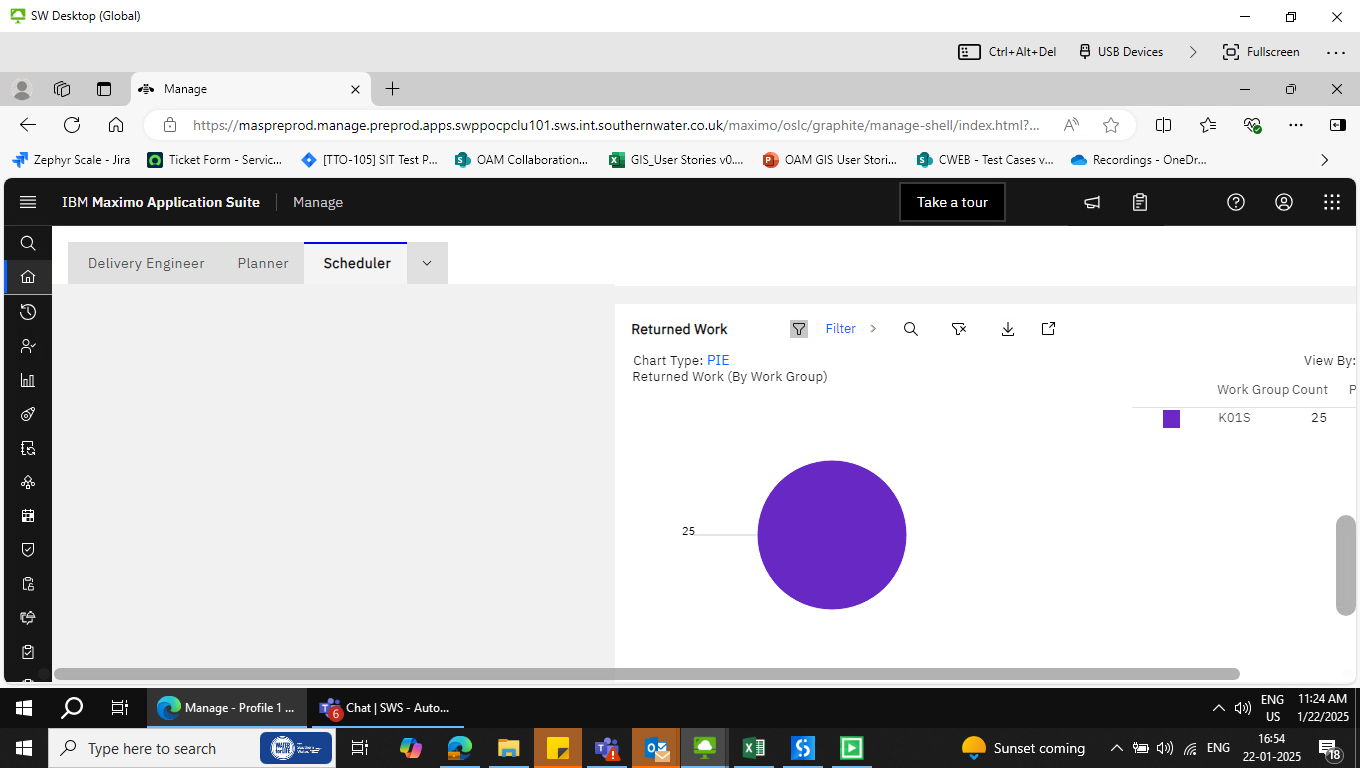 SW Desktop (Global)
Ctrl+Alt+Del
USB Devices
Fullscreen
Manage
https://maspreprod.manage.preprod.apps.swppocpclu101.sws.int.southernwater.co.uk/maximo/oslc/graphite/manage-shell/index.html?...
Zephyr Scale - Jira
Ticket Form - Servic...
[TTO-105] SIT Test P...
OAM Collaboration...
GIS_User Stories v0....
OAM GIS User Stori...
CWEB - Test Cases v...
Recordings - OneDr...
IBM Maximo Application Suite
Manage
Take a tour
Delivery Engineer
Planner
Scheduler
Returned Work
Filter
Chart Type: PIE
View By:
Returned Work (By Work Group)
Work Group Count P
K01S 25
25
Manage - Profile 1 ...
6
Chat | SWS - Auto...
ENG
US
11:24 AM
1/22/2025
Type here to search
Sunset coming
ENG
16:54
22-01-2025
18